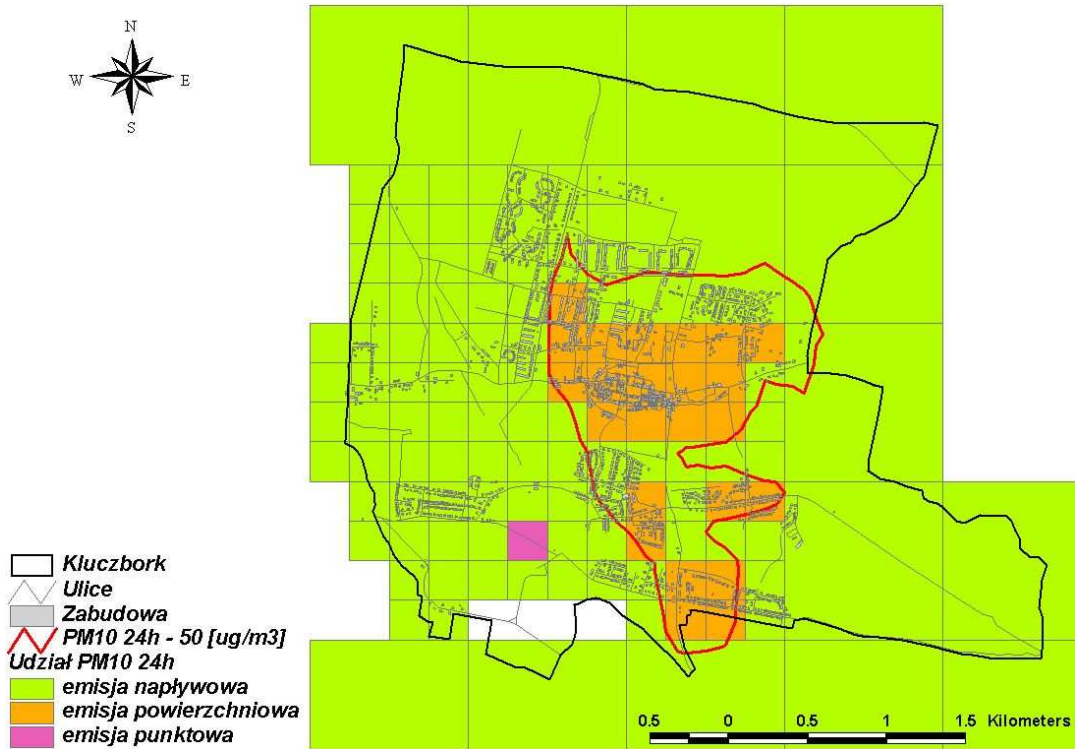 N
W E
S
Kluczbork
Ulice
Zabudowa
PM10 24h - 50 [ug/m3]
Udział PM10 24h
emisja napływowa
emisja powierzchniowa
emisja punktowa
0.5 0 0.5 1 1.5 Kilometers